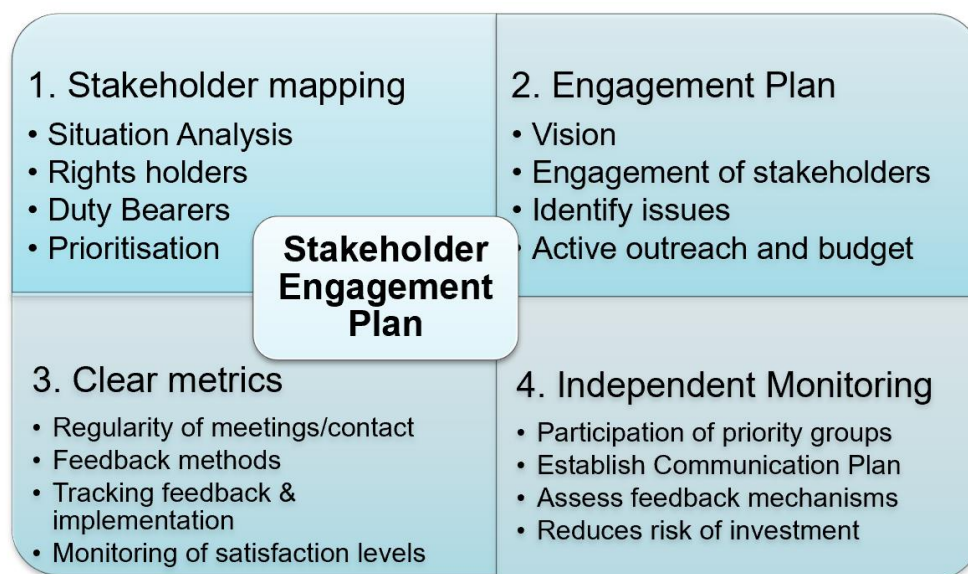 1. Stakeholder mapping
• Situation Analysis
• Rights holders
• Duty Bearers
• Prioritisation
2. Engagement Plan
• Vision
• Engagement of stakeholders
• Identify issues
• Active outreach and budget
Stakeholder
Engagement
Plan
3. Clear metrics
• Regularity of meetings/contact
• Feedback methods
• Tracking feedback &
implementation
• Monitoring of satisfaction levels
4. Independent Monitoring
• Participation of priority groups
• Establish Communication Plan
• Assess feedback mechanisms
• Reduces risk of investment